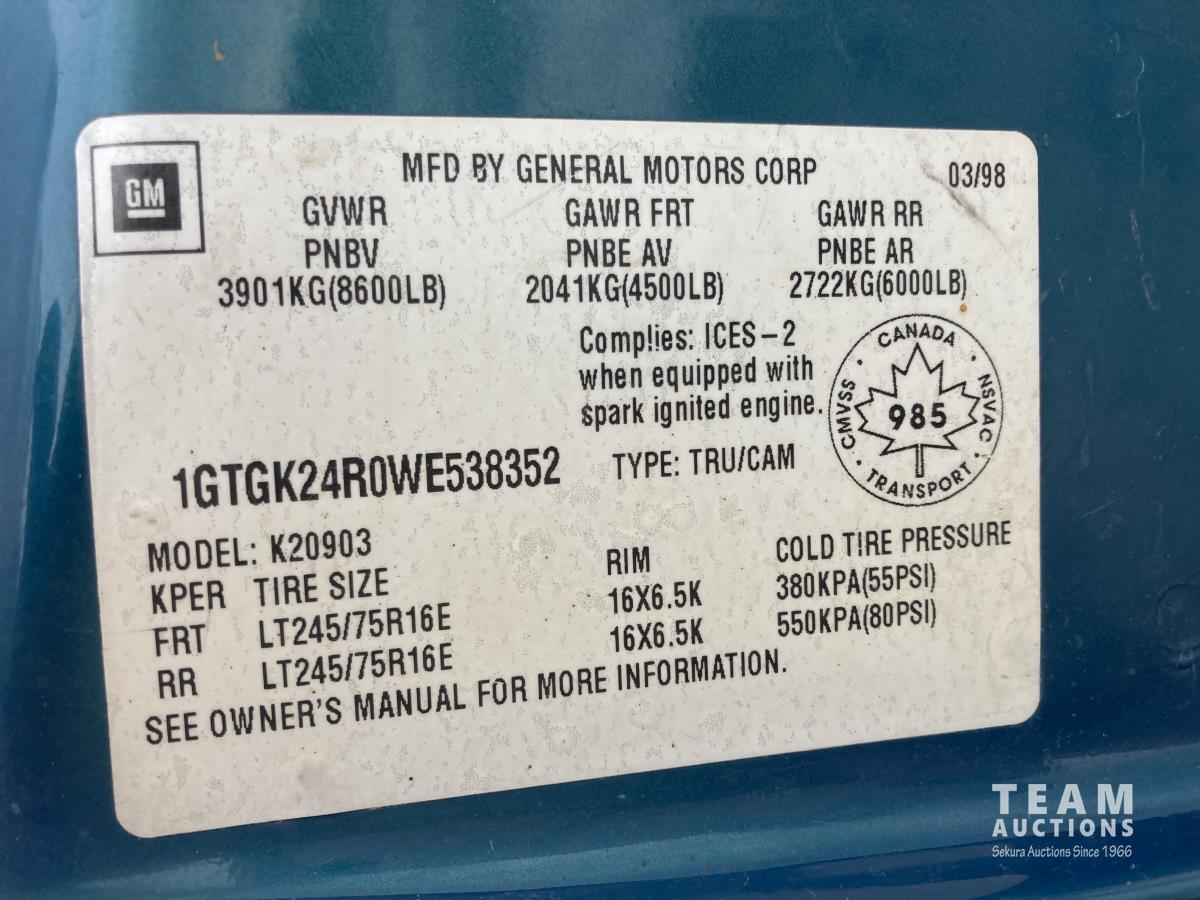 GM
MFD BY GENERAL MOTORS CORP 03/98
GVWR GAWR FRT GAWR RR
PNBV PNBE AV PNBE AR
3901KG(8600LB) 2041KG(4500LB) 2722KG(6000LB)
Complies: ICES-2
when equipped with
spark ignited engine.
CANADA
CMVSS 985 NSVAC
TRANSPORT
1GTGK24R0WE538352 TYPE: TRU/CAM
MODEL: K20903
KPER TIRE SIZE RIM COLD TIRE PRESSURE
FRT LT245/75R16E 16X6.5K 380KPA(55PSI)
RR LT245/75R16E 16X6.5K 550KPA(80PSI)
SEE OWNER'S MANUAL FOR MORE INFORMATION.
TEAM
AUCTIONS
Sekura Auctions Since 1966